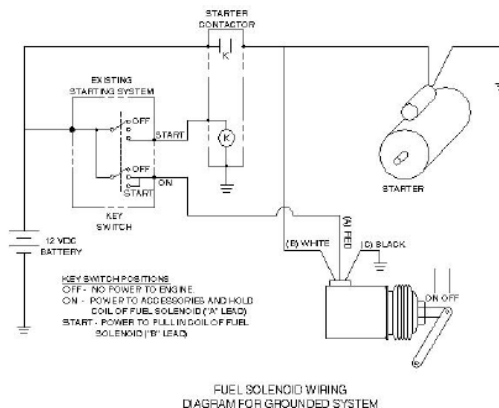 STARTER
CONTACTOR
K
EXISTING
STARTING SYSTEM
OFF
START
K
OFF
ON
START
KEY
SWITCH
STARTER
12 VDC
BATTERY
(B) WHITE
(A) RED
(C) BLACK
ON OFF
KEY SWITCH POSITIONS
OFF - NO POWER TO ENGINE.
ON - POWER TO ACCESSORIES AND HOLD
COIL OF FUEL SOLENOID ("A" LEAD)
START - POWER TO PULL IN COIL OF FUEL
SOLENOID ("B" LEAD)
FUEL SOLENOID WIRING
DIAGRAM FOR GROUNDED SYSTEM